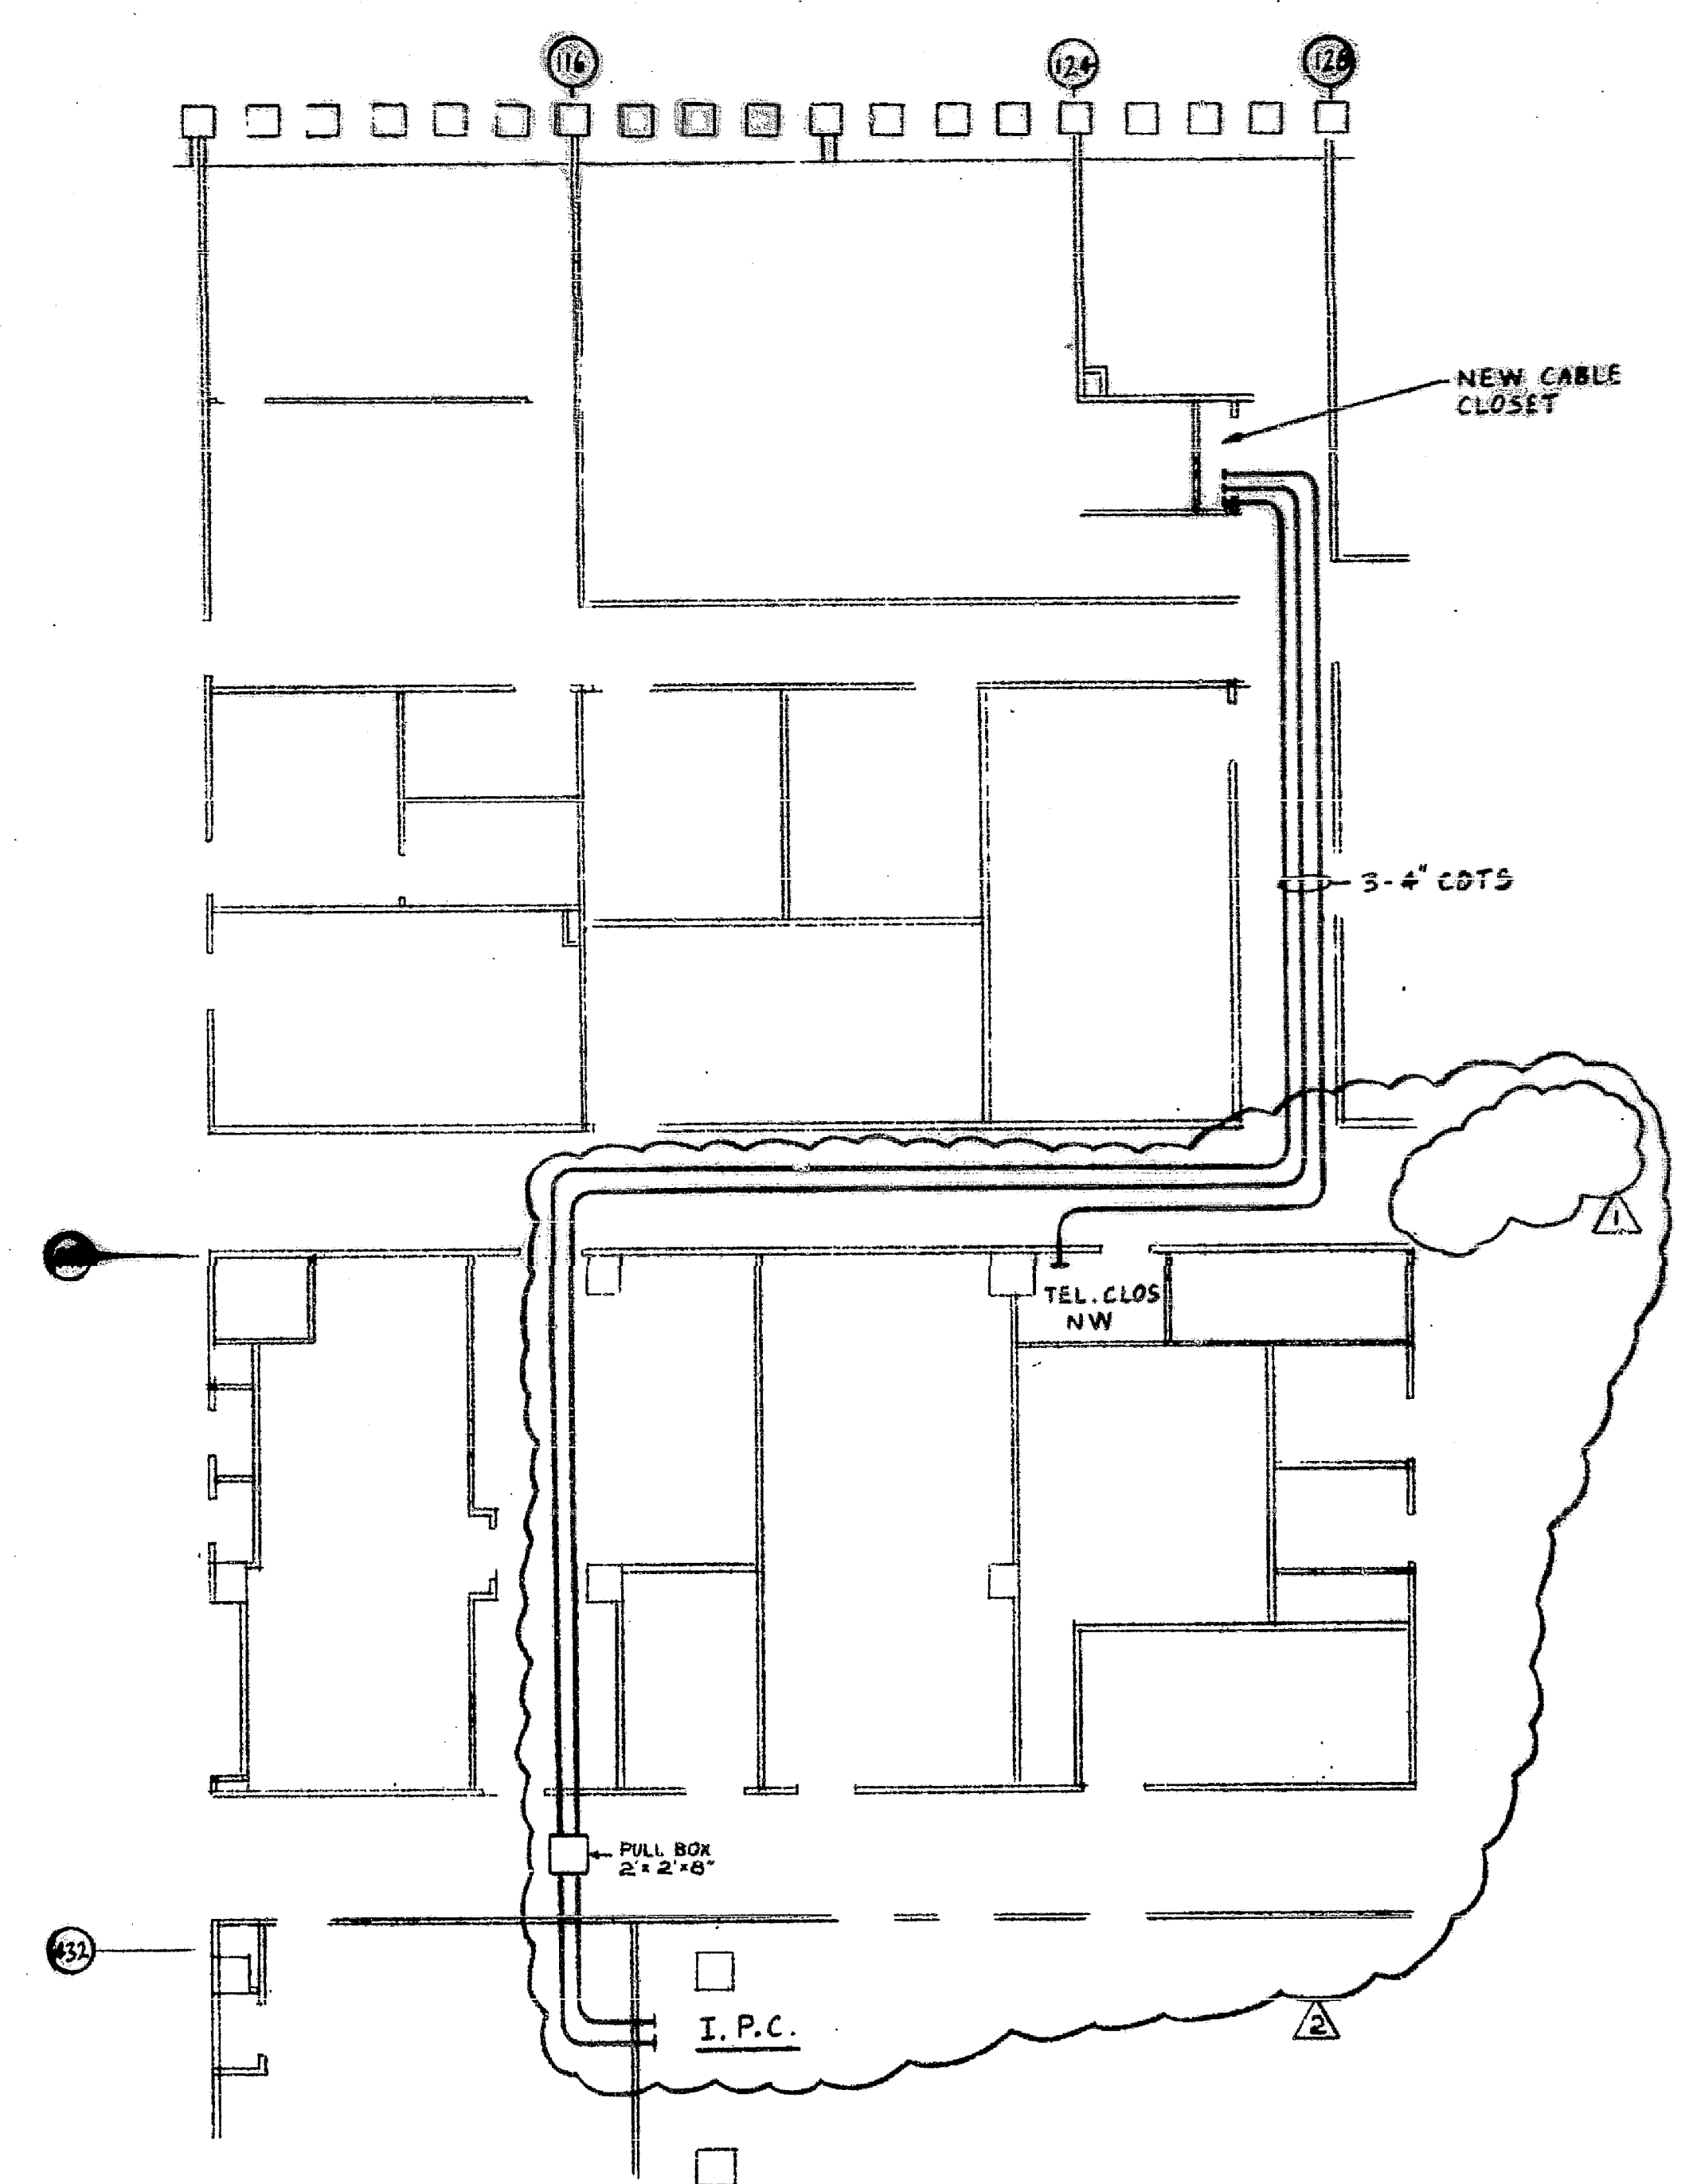 116
124
128
NEW CABLE
CLOSET
3-4" CDTS
1
TEL. CLOS
NW
PULL BOX
2'x 2'x8"
432
I. P.C.
2